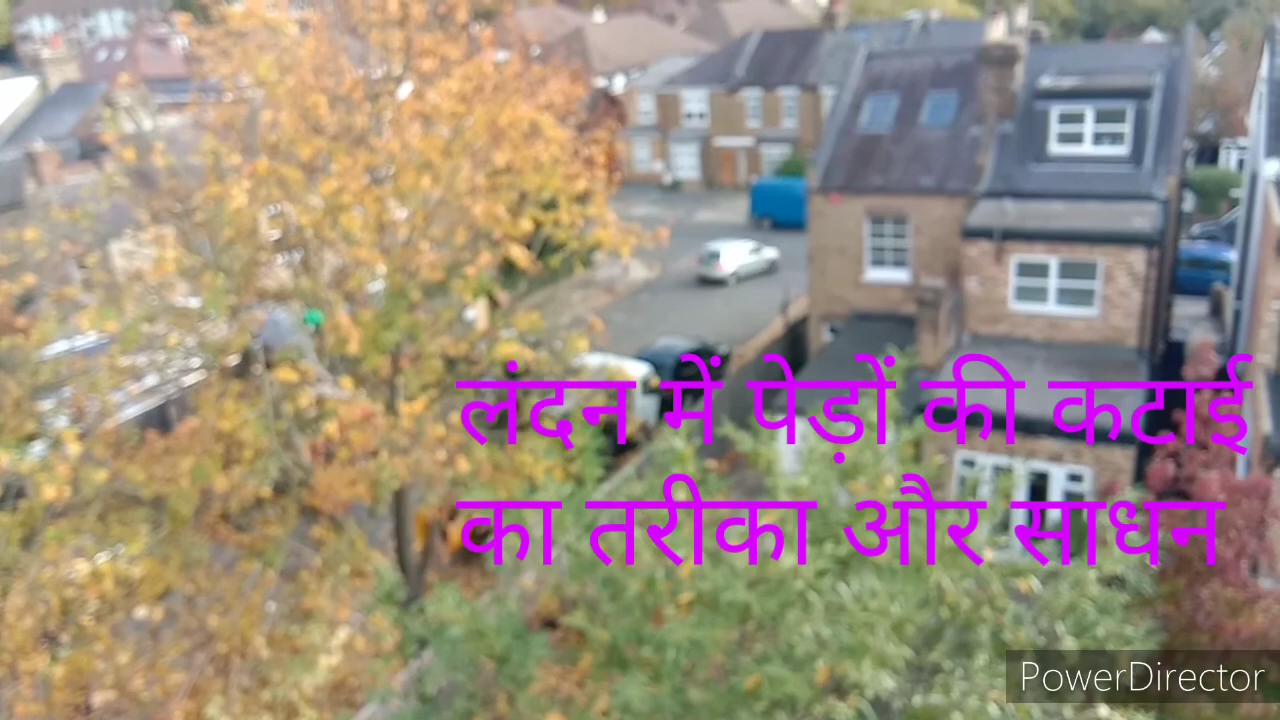 लंदन में पेड़ों की कटाई
का तरीका और साधन
PowerDirector